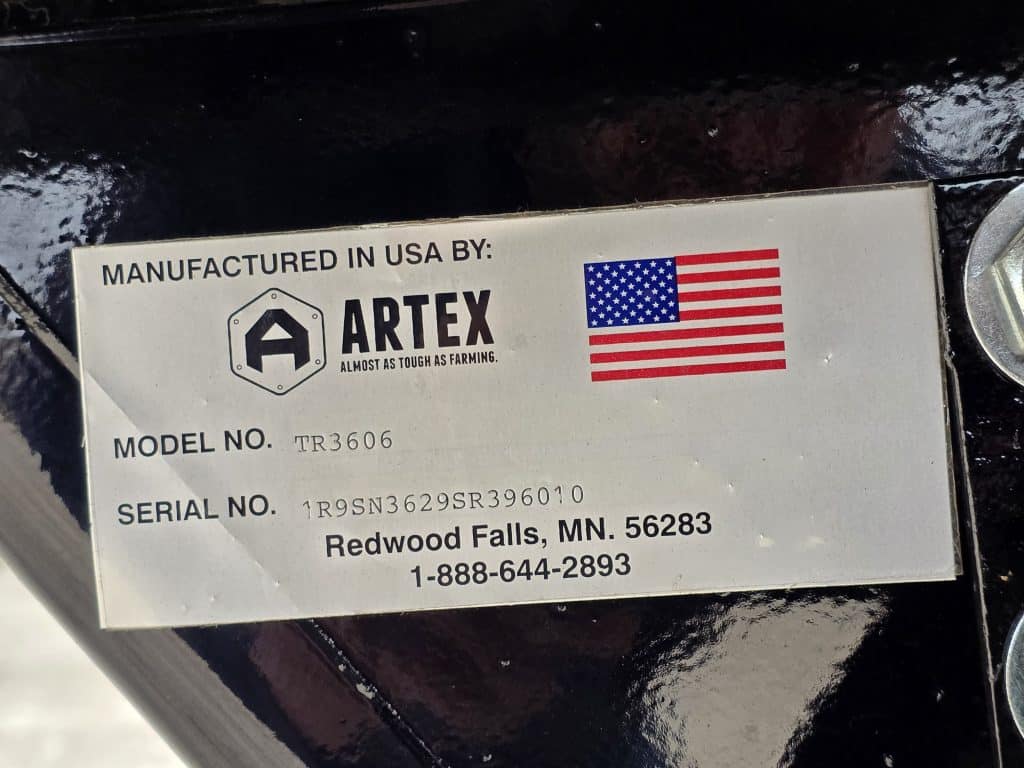 MANUFACTURED IN USA BY:
A
ARTEX
ALMOST AS TOUGH AS FARMING.
MODEL NO. TR3606
SERIAL NO. 1R9SN3629SR396010
Redwood Falls, MN. 56283
1-888-644-2893